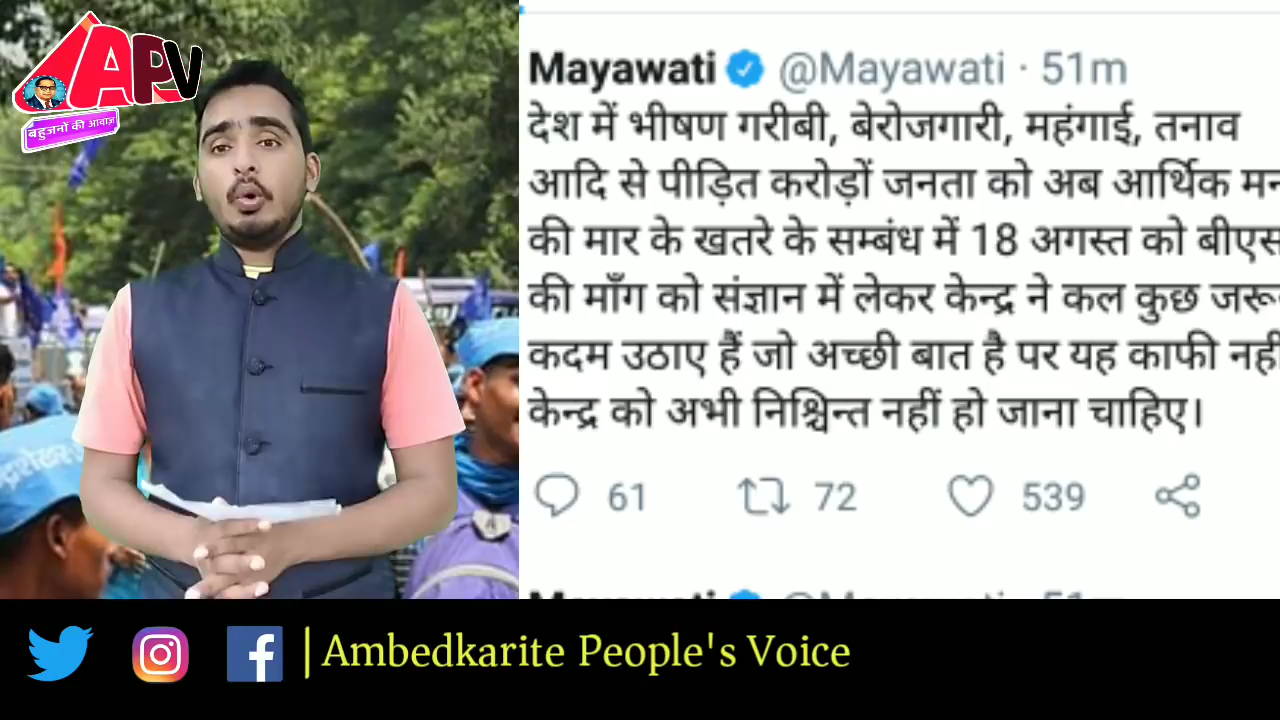 APV
बहुजनों की आवाज़
Mayawati @Mayawati · 51m
देश में भीषण गरीबी, बेरोजगारी, महंगाई, तनाव
आदि से पीड़ित करोड़ों जनता को अब आर्थिक
की मार के खतरे के सम्बंध में 18 अगस्त को
की माँग को संज्ञान में लेकर केन्द्र ने कल कुछ
कदम उठाए हैं जो अच्छी बात है पर यह काफी
केन्द्र को अभी निश्चिन्त नहीं हो जाना चाहिए।
61 72 539
| Ambedkarite People's Voice